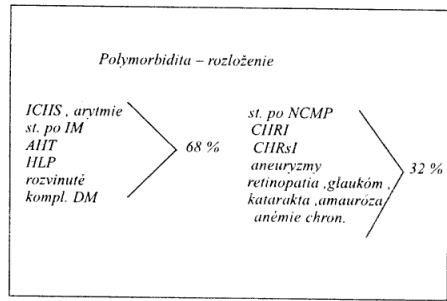 Polymorbidita – rozloženie
ICHS , arytmie
st. po IM
AHT
HLP
rozvinuté
kompl. DM
68 %
st. po NCMP
CHRI
CHRsI
aneuryzmy
retinopatia ,glaukóm ,
katarakta ,amauróza
anémie chron.
32 %